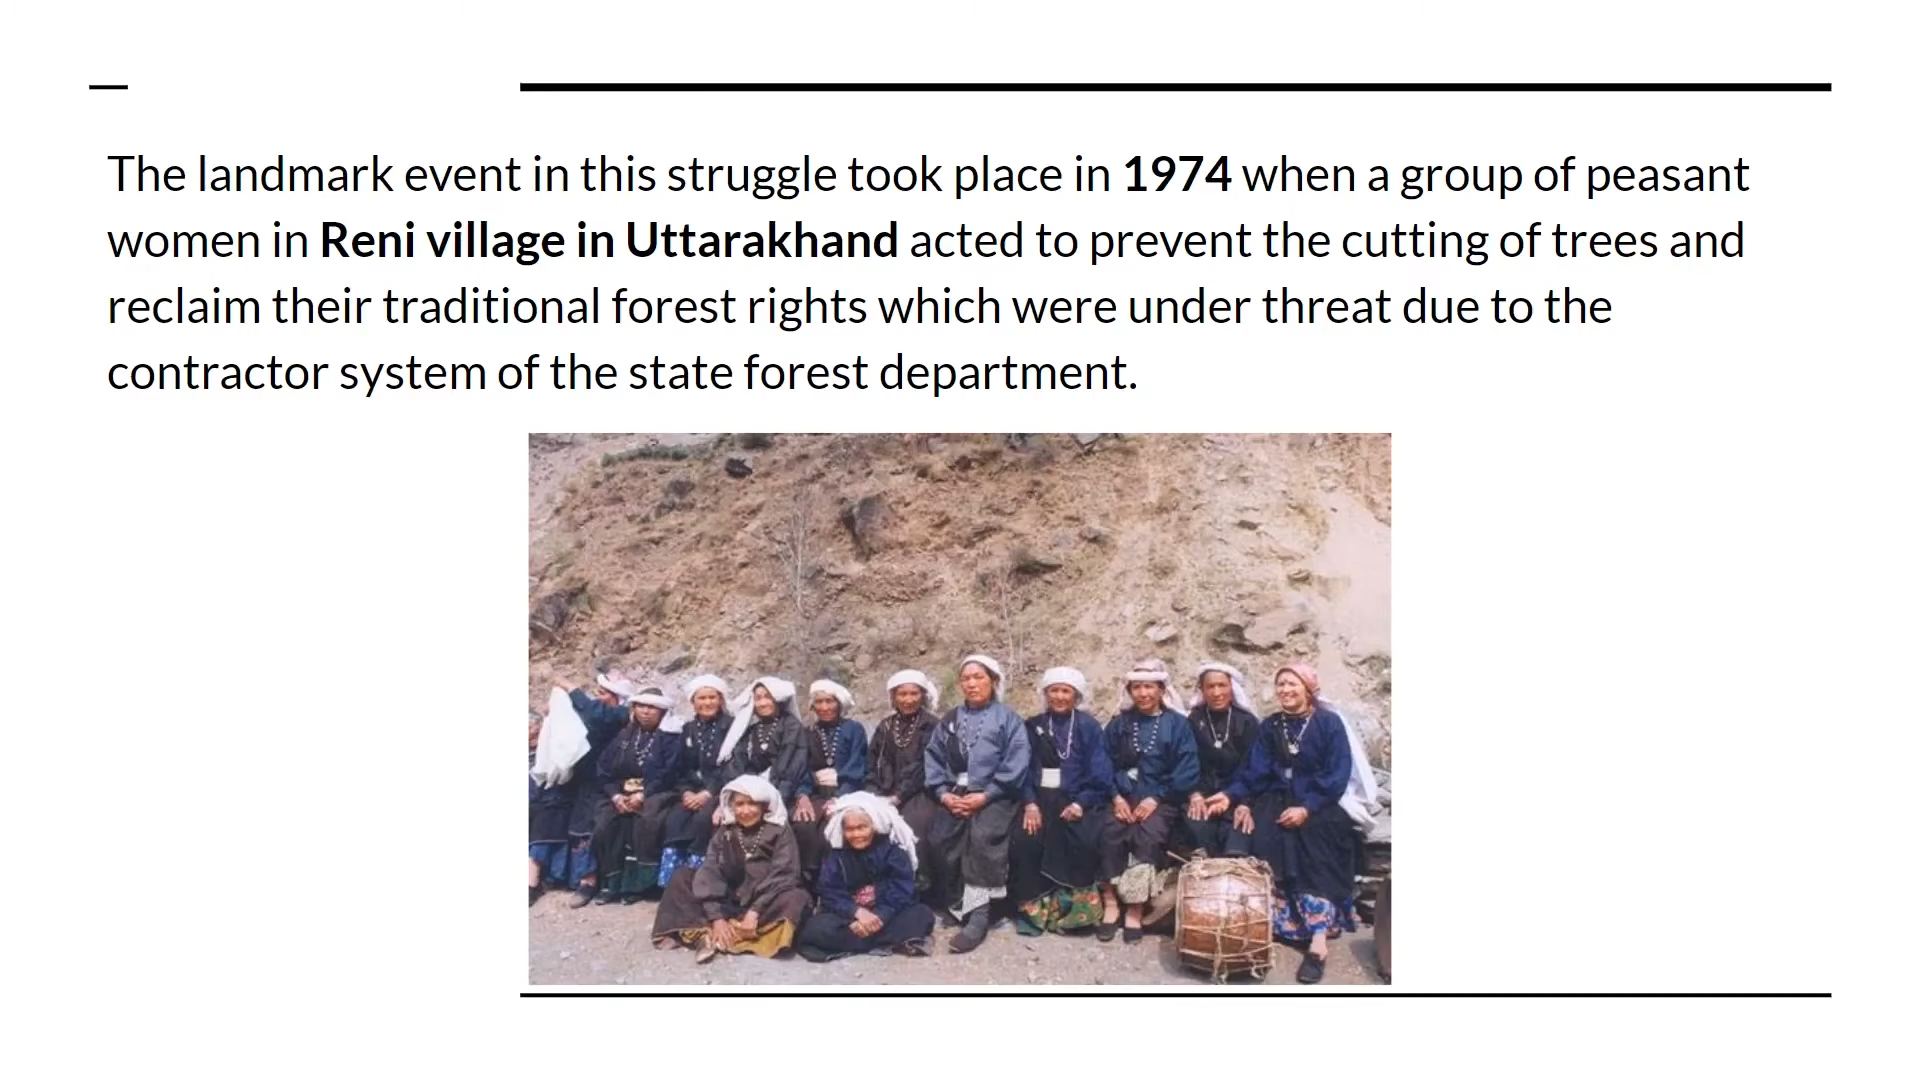 The landmark event in this struggle took place in 1974 when a group of peasant
women in Reni village in Uttarakhand acted to prevent the cutting of trees and
reclaim their traditional forest rights which were under threat due to the
contractor system of the state forest department.